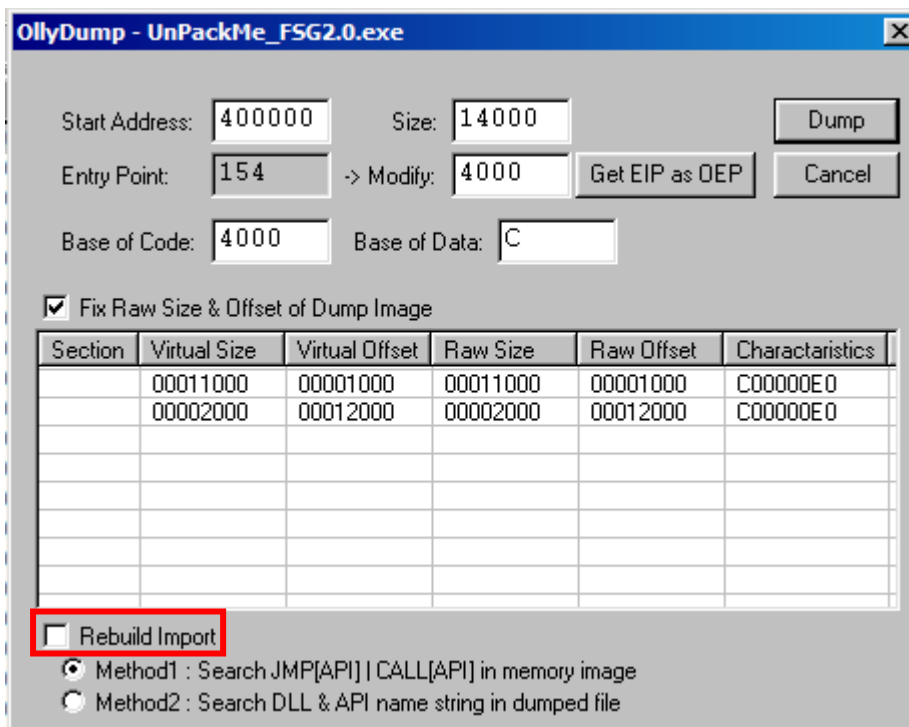 OllyDump - UnPackMe_FSG2.0.exe
Start Address: 400000 Size: 14000 Dump
Entry Point: 154 -> Modify: 4000 Get EIP as OEP Cancel
Base of Code: 4000 Base of Data: C
Fix Raw Size & Offset of Dump Image
Section Virtual Size Virtual Offset Raw Size Raw Offset Charactaristics
00011000 00001000 00011000 00001000 C00000E0
00002000 00012000 00002000 00012000 C00000E0
Rebuild Import
Method1 : Search JMP[API] | CALL[API] in memory image
Method2 : Search DLL & API name string in dumped file